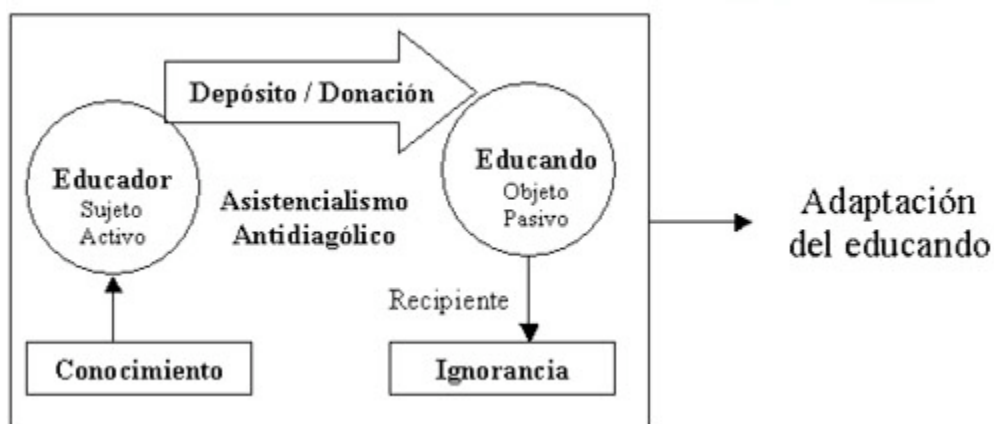 Depósito / Donación
Educador
Sujeto
Activo
Asistencialismo
Antidiagólico
Educando
Objeto
Pasivo
Adaptación
del educando
Recipiente
Conocimiento
Ignorancia